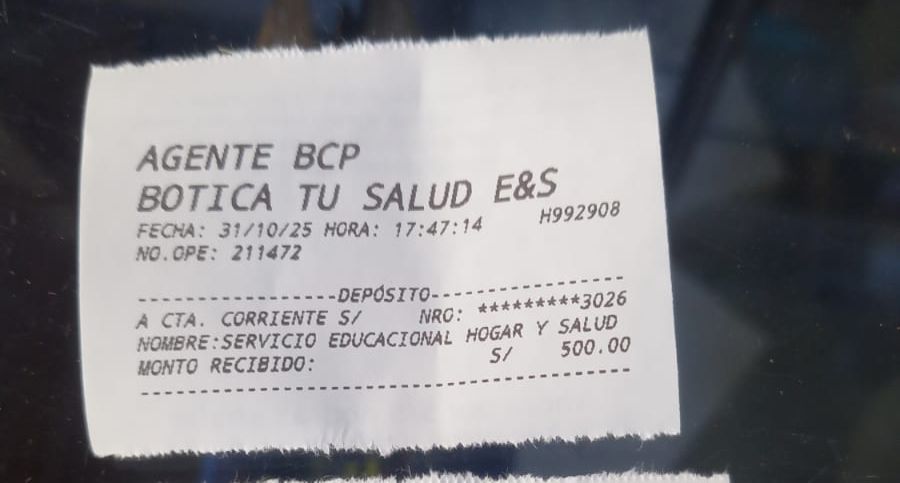 AGENTE BCP
BOTICA TU SALUD E&S
FECHA: 31/10/25 HORA: 17:47:14 H992908
NO.OPE: 211472
--------------------DEPÓSITO--------------------
A CTA. CORRIENTE S/ NRO: *********3026
NOMBRE:SERVICIO EDUCACIONAL HOGAR Y SALUD
MONTO RECIBIDO: S/ 500.00
--------------------------------------------------